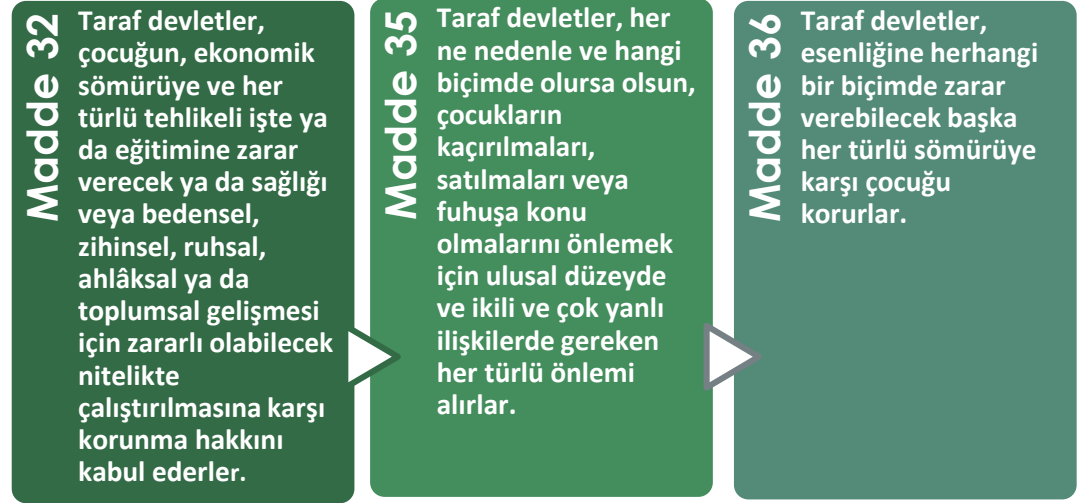 Madde 32
Taraf devletler,
çocuğun, ekonomik
sömürüye ve her
türlü tehlikeli işte ya
da eğitimine zarar
verecek ya da sağlığı
veya bedensel,
zihinsel, ruhsal,
ahlâksal ya da
toplumsal gelişmesi
için zararlı olabilecek
nitelikte
çalıştırılmasına karşı
korunma hakkını
kabul ederler.
Madde 35
Taraf devletler, her
ne nedenle ve hangi
biçimde olursa olsun,
çocukların
kaçırılmaları,
satılmaları veya
fuhuşa konu
olmalarını önlemek
için ulusal düzeyde
ve ikili ve çok yanlı
ilişkilerde gereken
her türlü önlemi
alırlar.
Madde 36
Taraf devletler,
esenliğine herhangi
bir biçimde zarar
verebilecek başka
her türlü sömürüye
karşı çocuğu
korurlar.